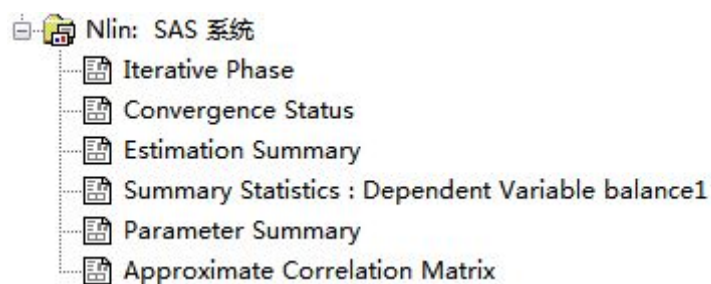 Nlin: SAS 系统
Iterative Phase
Convergence Status
Estimation Summary
Summary Statistics : Dependent Variable balance1
Parameter Summary
Approximate Correlation Matrix